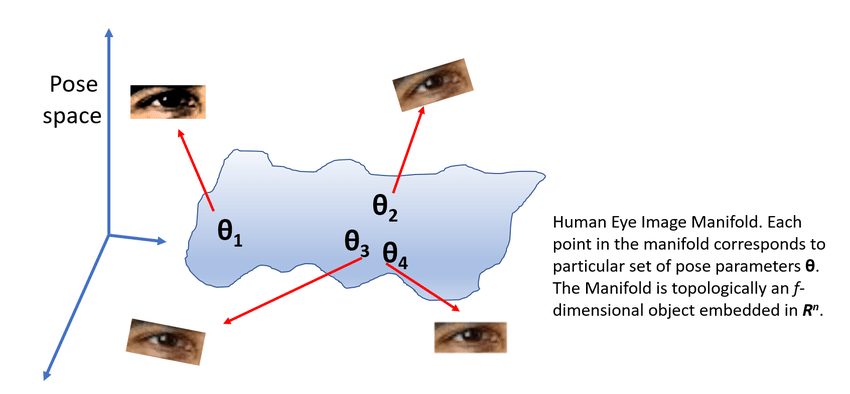 Pose
space
θ1
θ2
θ3
θ4
Human Eye Image Manifold. Each
point in the manifold corresponds to
particular set of pose parameters θ.
The Manifold is topologically an f-
dimensional object embedded in Rⁿ.